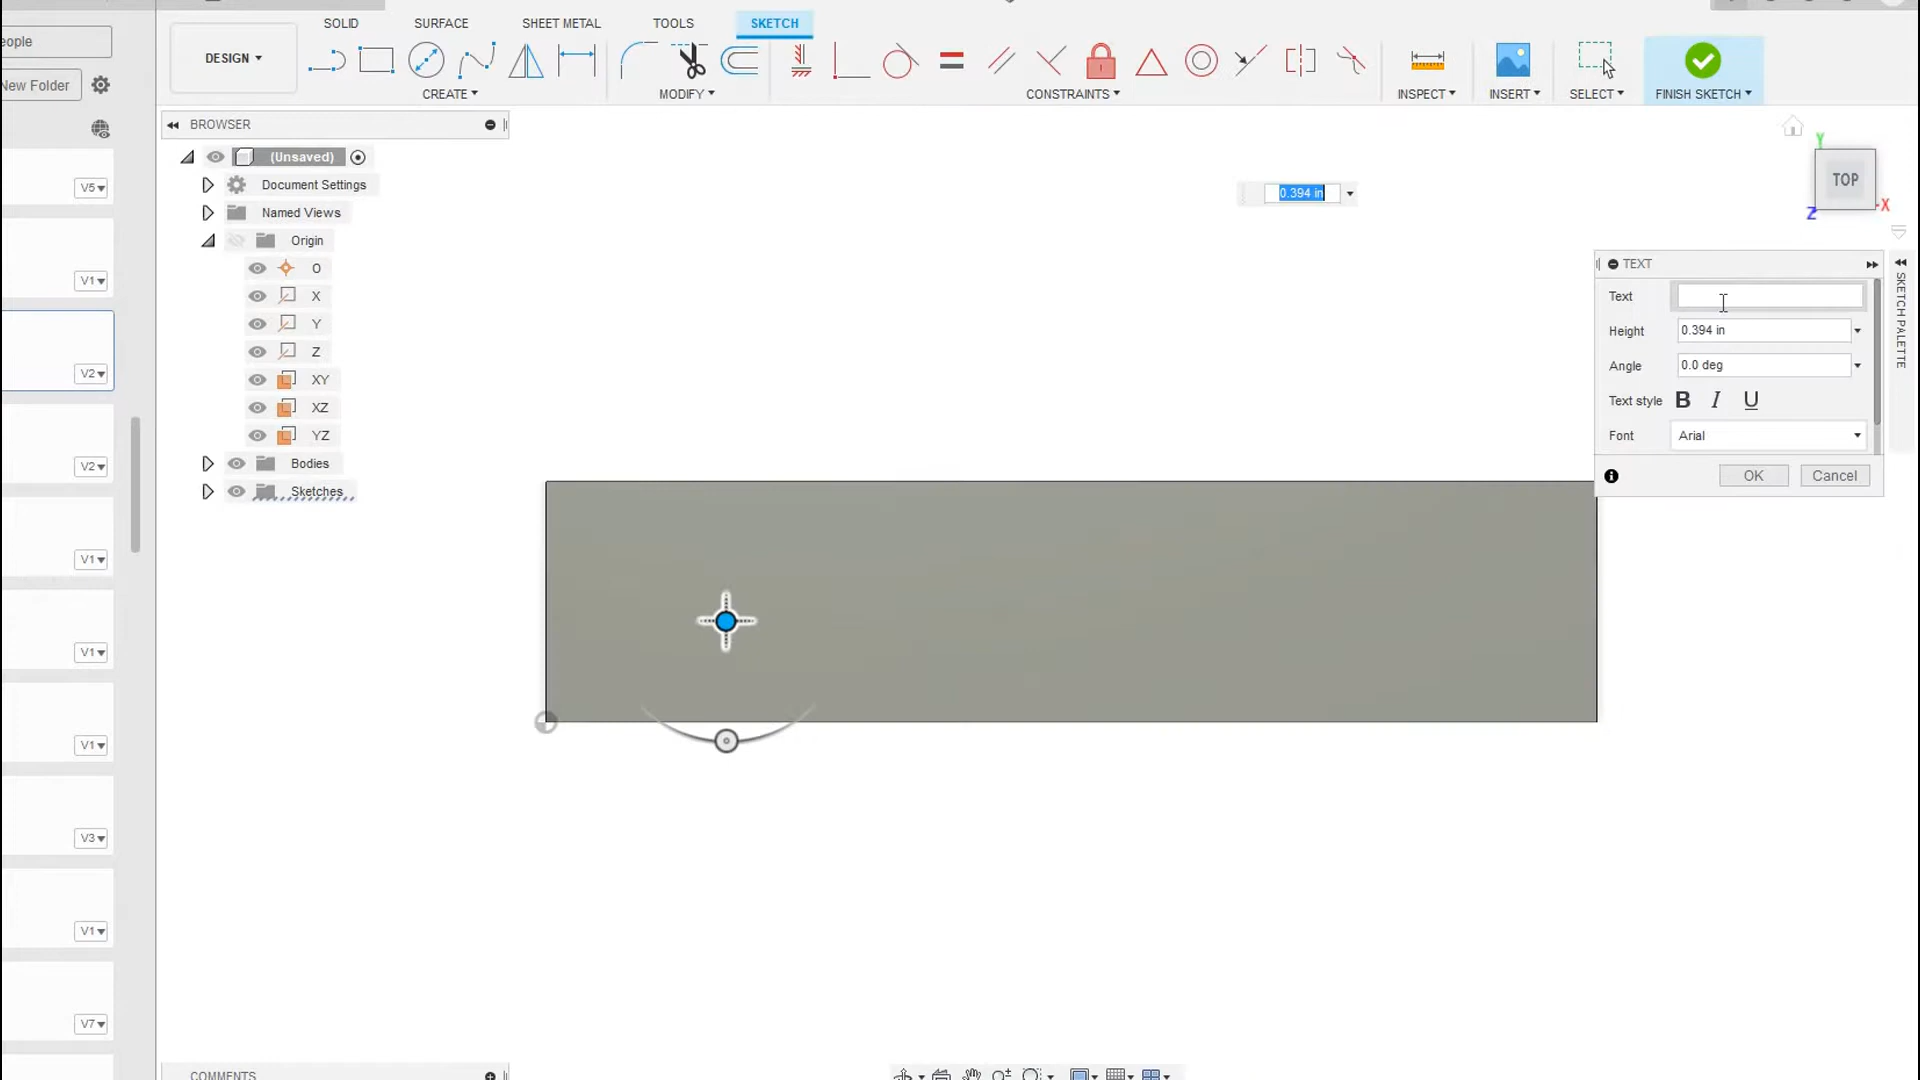 SOLID SURFACE SHEET METAL TOOLS SKETCH
eople
DESIGN
New Folder
CREATE MODIFY CONSTRAINTS INSPECT INSERT SELECT FINISH SKETCH
BROWSER
(Unsaved)
Document Settings
Named Views
Origin
O
X
Y
Z
XY
XZ
YZ
Bodies
Sketches
V5
V1
V2
V2
V1
V1
V1
V3
V1
V7
0.394 in
Y
TOP
X
Z
TEXT
Text
Height 0.394 in
Angle 0.0 deg
Text style B I U
Font Arial
OK Cancel
SKETCH PALETTE
COMMENTS